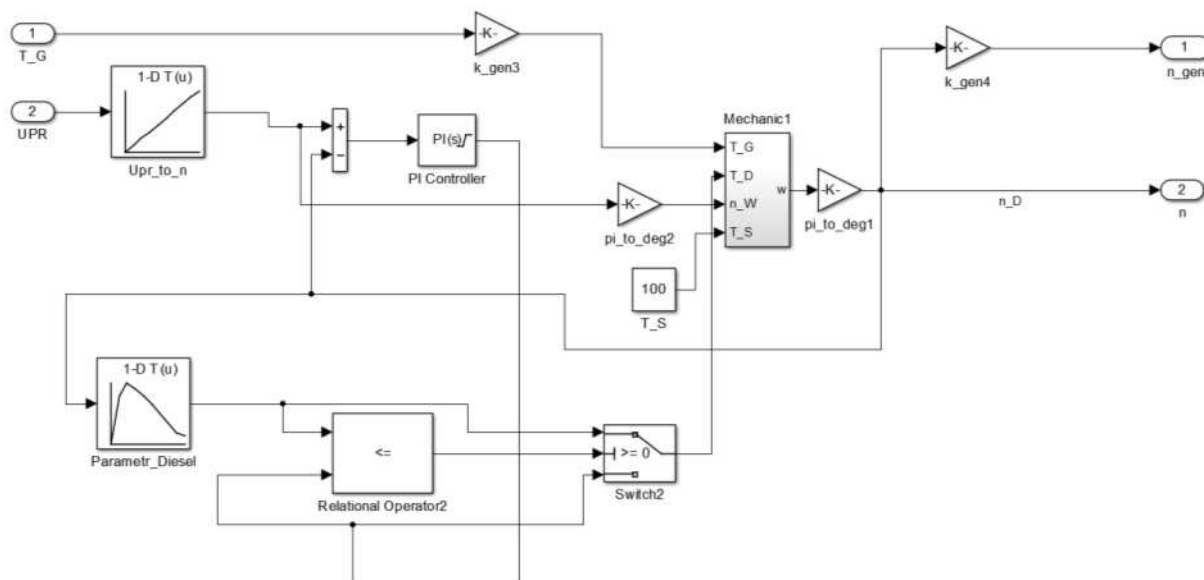 1
T_G
-K-
k_gen3
-K-
k_gen4
1
n_gen
1-D T(u)
2
UPR
Upr_to_n
+
−
PI(s)
PI Controller
Mechanic1
T_G
T_D
n_W
T_S
w
-K-
pi_to_deg2
-K-
pi_to_deg1
n_D
2
n
100
T_S
1-D T(u)
Parametr_Diesel
<=
Relational Operator2
>= 0
Switch2